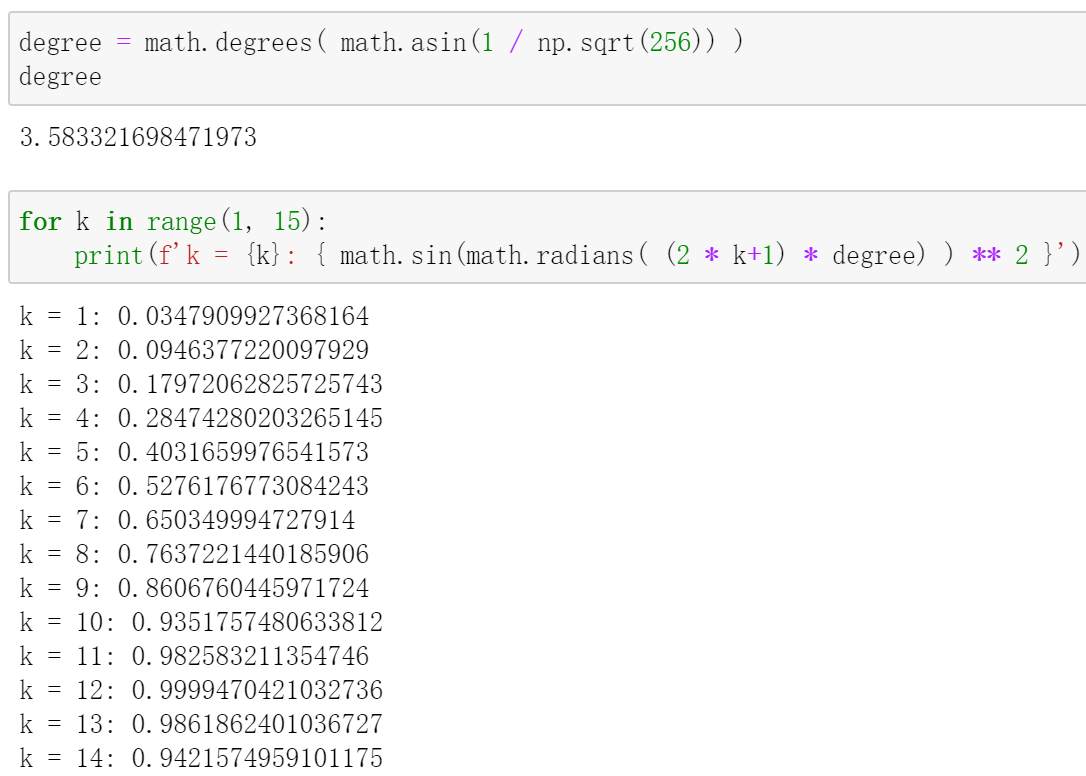 degree = math.degrees( math.asin(1 / np.sqrt(256)) )
degree
3.583321698471973
for k in range(1, 15):
    print(f'k = {k}: { math.sin(math.radians( (2 * k+1) * degree) ) ** 2 }')
k = 1: 0.0347909927368164
k = 2: 0.0946377220097929
k = 3: 0.17972062825725743
k = 4: 0.28474280203265145
k = 5: 0.4031659976541573
k = 6: 0.5276176773084243
k = 7: 0.650349994727914
k = 8: 0.7637221440185906
k = 9: 0.8606760445971724
k = 10: 0.9351757480633812
k = 11: 0.982583211354746
k = 12: 0.9999470421032736
k = 13: 0.9861862401036727
k = 14: 0.9421574959101175